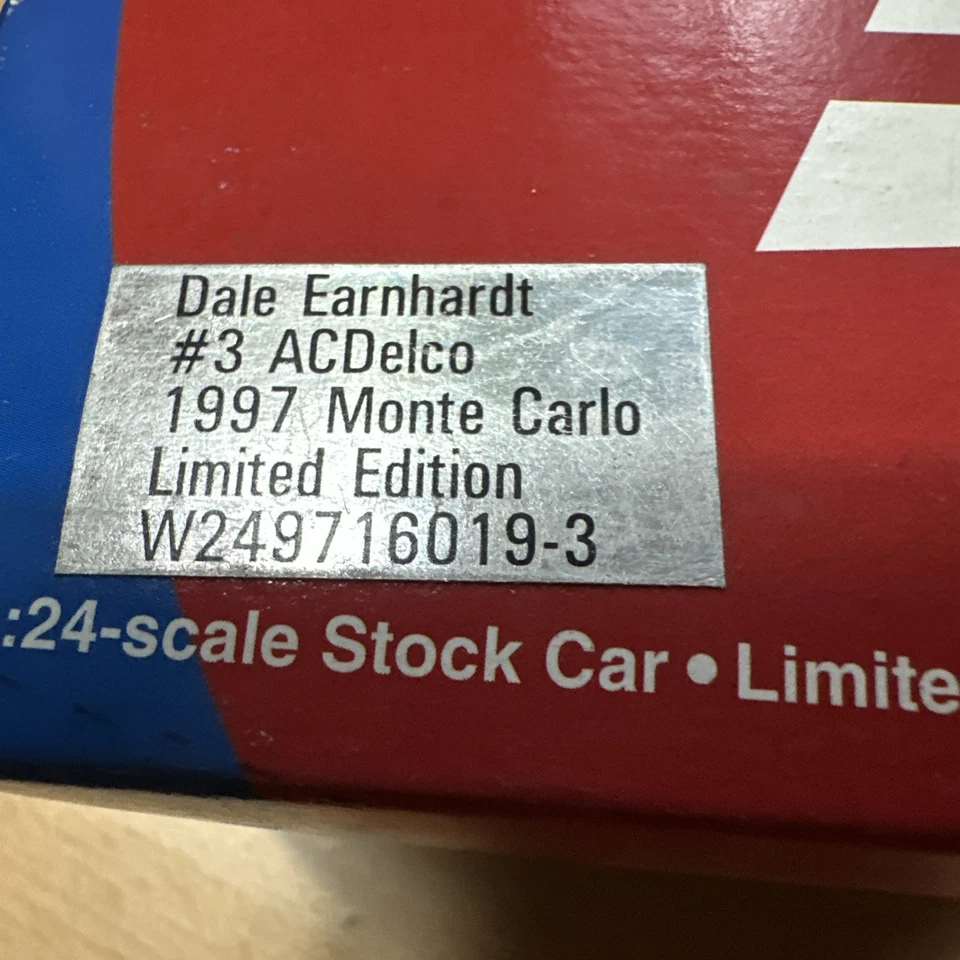 Dale Earnhardt
#3 ACDelco
1997 Monte Carlo
Limited Edition
W249716019-3
:24-scale Stock Car • Limite